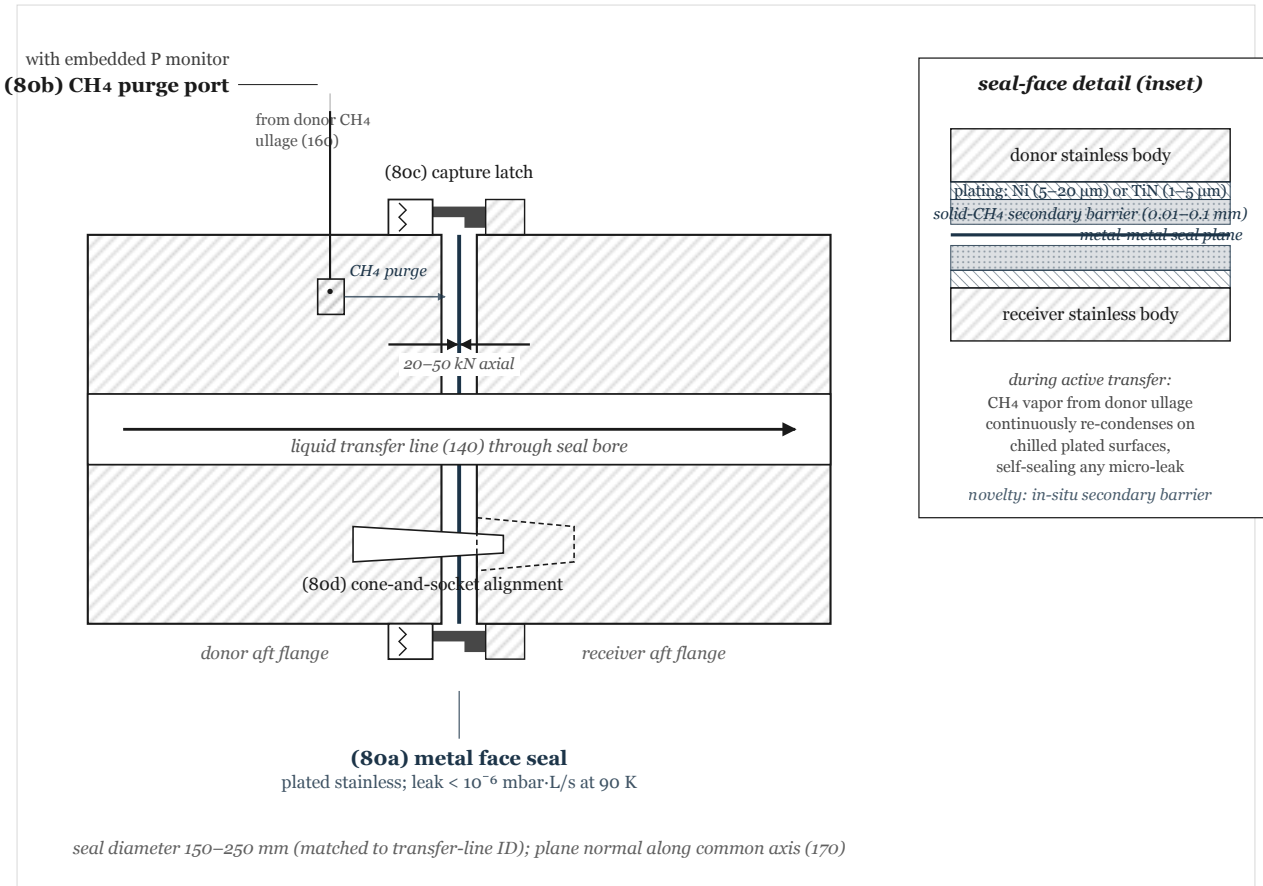 with embedded P monitor
(80b) CH₄ purge port
from donor CH₄
ullage (160)
(80c) capture latch
CH₄ purge
20–50 kN axial
liquid transfer line (140) through seal bore
(80d) cone-and-socket alignment
donor aft flange
receiver aft flange
(80a) metal face seal
plated stainless; leak < 10⁻⁶ mbar·L/s at 90 K
seal diameter 150–250 mm (matched to transfer-line ID); plane normal along common axis (170)
seal-face detail (inset)
donor stainless body
plating: Ni (5–20 μm) or TiN (1–5 μm)
solid-CH₄ secondary barrier (0.01–0.1 mm)
metal-metal seal plane
receiver stainless body
during active transfer:
CH₄ vapor from donor ullage
continuously re-condenses on
chilled plated surfaces,
self-sealing any micro-leak
novelty: in-situ secondary barrier